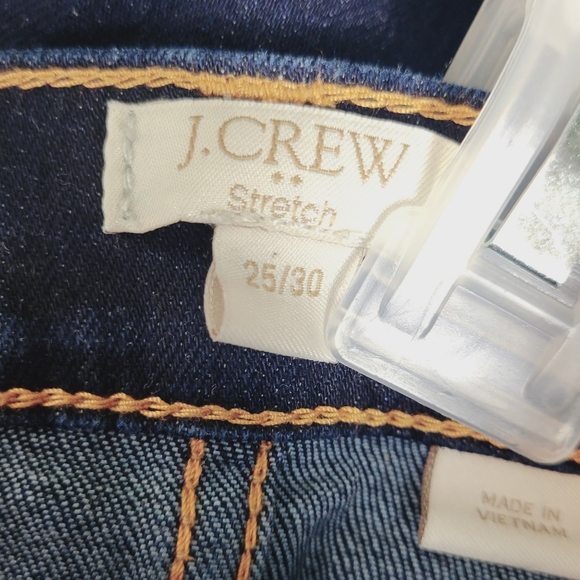 J.CREW
Stretch
25/30
MADE IN
VIETNAM